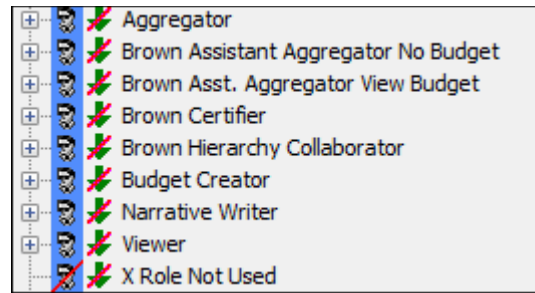 Aggregator
Brown Assistant Aggregator No Budget
Brown Asst. Aggregator View Budget
Brown Certifier
Brown Hierarchy Collaborator
Budget Creator
Narrative Writer
Viewer
X Role Not Used